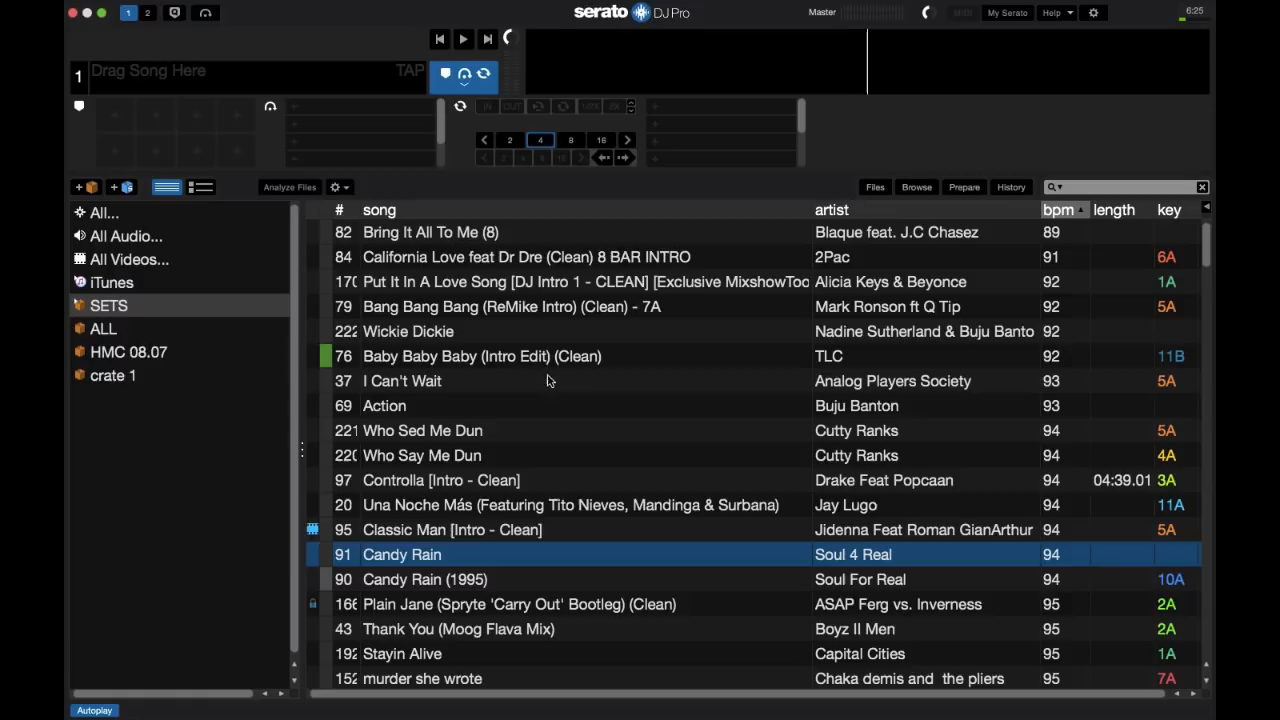 1 2 serato DJ Pro Master My Serato Help 6:25
1 Drag Song Here TAP
IN OUT 1/2X 2X
2 4 8 16
Analyze Files Files Browse Prepare History
# song artist bpm length key
All...
All Audio...
All Videos...
iTunes
SETS
ALL
HMC 08.07
crate 1
82 Bring It All To Me (8) Blaque feat. J.C Chasez 89
84 California Love feat Dr Dre (Clean) 8 BAR INTRO 2Pac 91 6A
170 Put It In A Love Song [DJ Intro 1 - CLEAN] [Exclusive MixshowToo Alicia Keys & Beyonce 92 1A
79 Bang Bang Bang (ReMike Intro) (Clean) - 7A Mark Ronson ft Q Tip 92 5A
222 Wickie Dickie Nadine Sutherland & Buju Banto 92
76 Baby Baby Baby (Intro Edit) (Clean) TLC 92 11B
37 I Can't Wait Analog Players Society 93 5A
69 Action Buju Banton 93
221 Who Sed Me Dun Cutty Ranks 94 5A
220 Who Say Me Dun Cutty Ranks 94 4A
97 Controlla [Intro - Clean] Drake Feat Popcaan 94 04:39.01 3A
20 Una Noche Más (Featuring Tito Nieves, Mandinga & Surbana) Jay Lugo 94 11A
95 Classic Man [Intro - Clean] Jidenna Feat Roman GianArthur 94 5A
91 Candy Rain Soul 4 Real 94
90 Candy Rain (1995) Soul For Real 94 10A
166 Plain Jane (Spryte 'Carry Out' Bootleg) (Clean) ASAP Ferg vs. Inverness 95 2A
43 Thank You (Moog Flava Mix) Boyz II Men 95 2A
192 Stayin Alive Capital Cities 95 1A
152 murder she wrote Chaka demis and the pliers 95 7A
Autoplay